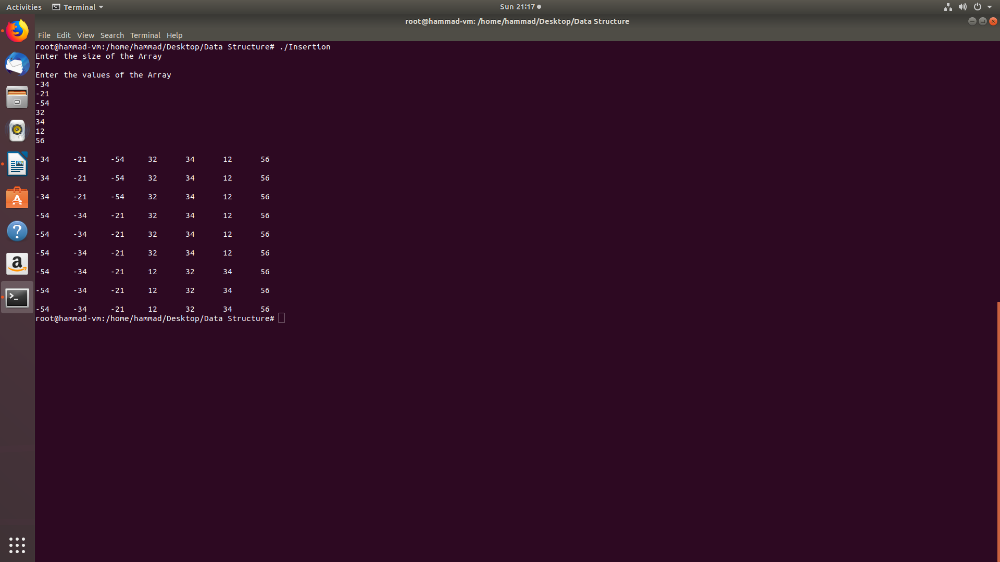 Activities Terminal Sun 21:17
root@hammad-vm: /home/hammad/Desktop/Data Structure
File Edit View Search Terminal Help
root@hammad-vm:/home/hammad/Desktop/Data Structure# ./Insertion
Enter the size of the Array
7
Enter the values of the Array
-34
-21
-54
32
34
12
56
-34 -21 -54 32 34 12 56
-34 -21 -54 32 34 12 56
-34 -21 -54 32 34 12 56
-54 -34 -21 32 34 12 56
-54 -34 -21 32 34 12 56
-54 -34 -21 32 34 12 56
-54 -34 -21 12 32 34 56
-54 -34 -21 12 32 34 56
-54 -34 -21 12 32 34 56
root@hammad-vm:/home/hammad/Desktop/Data Structure#